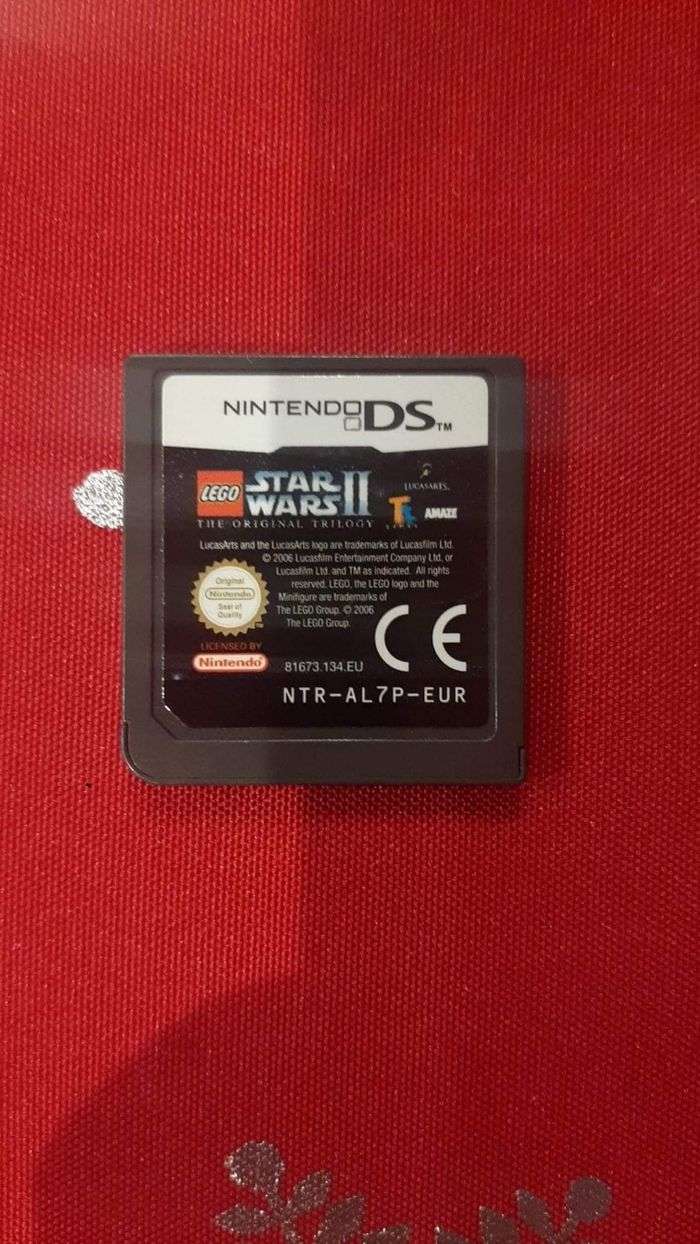 NINTENDO DS™
LEGO STAR WARS II
THE ORIGINAL TRILOGY
LUCASARTS.
AMAZE
LucasArts and the LucasArts logo are trademarks of Lucasfilm Ltd.
© 2006 Lucasfilm Entertainment Company Ltd. or
Lucasfilm Ltd. and TM as indicated. All rights
reserved. LEGO, the LEGO logo and the
Minifigure are trademarks of
The LEGO Group. © 2006
The LEGO Group.
Original
Nintendo
Seal of
Quality
TM
LICENSED BY
Nintendo
81673.134.EU
CE
NTR-AL7P-EUR